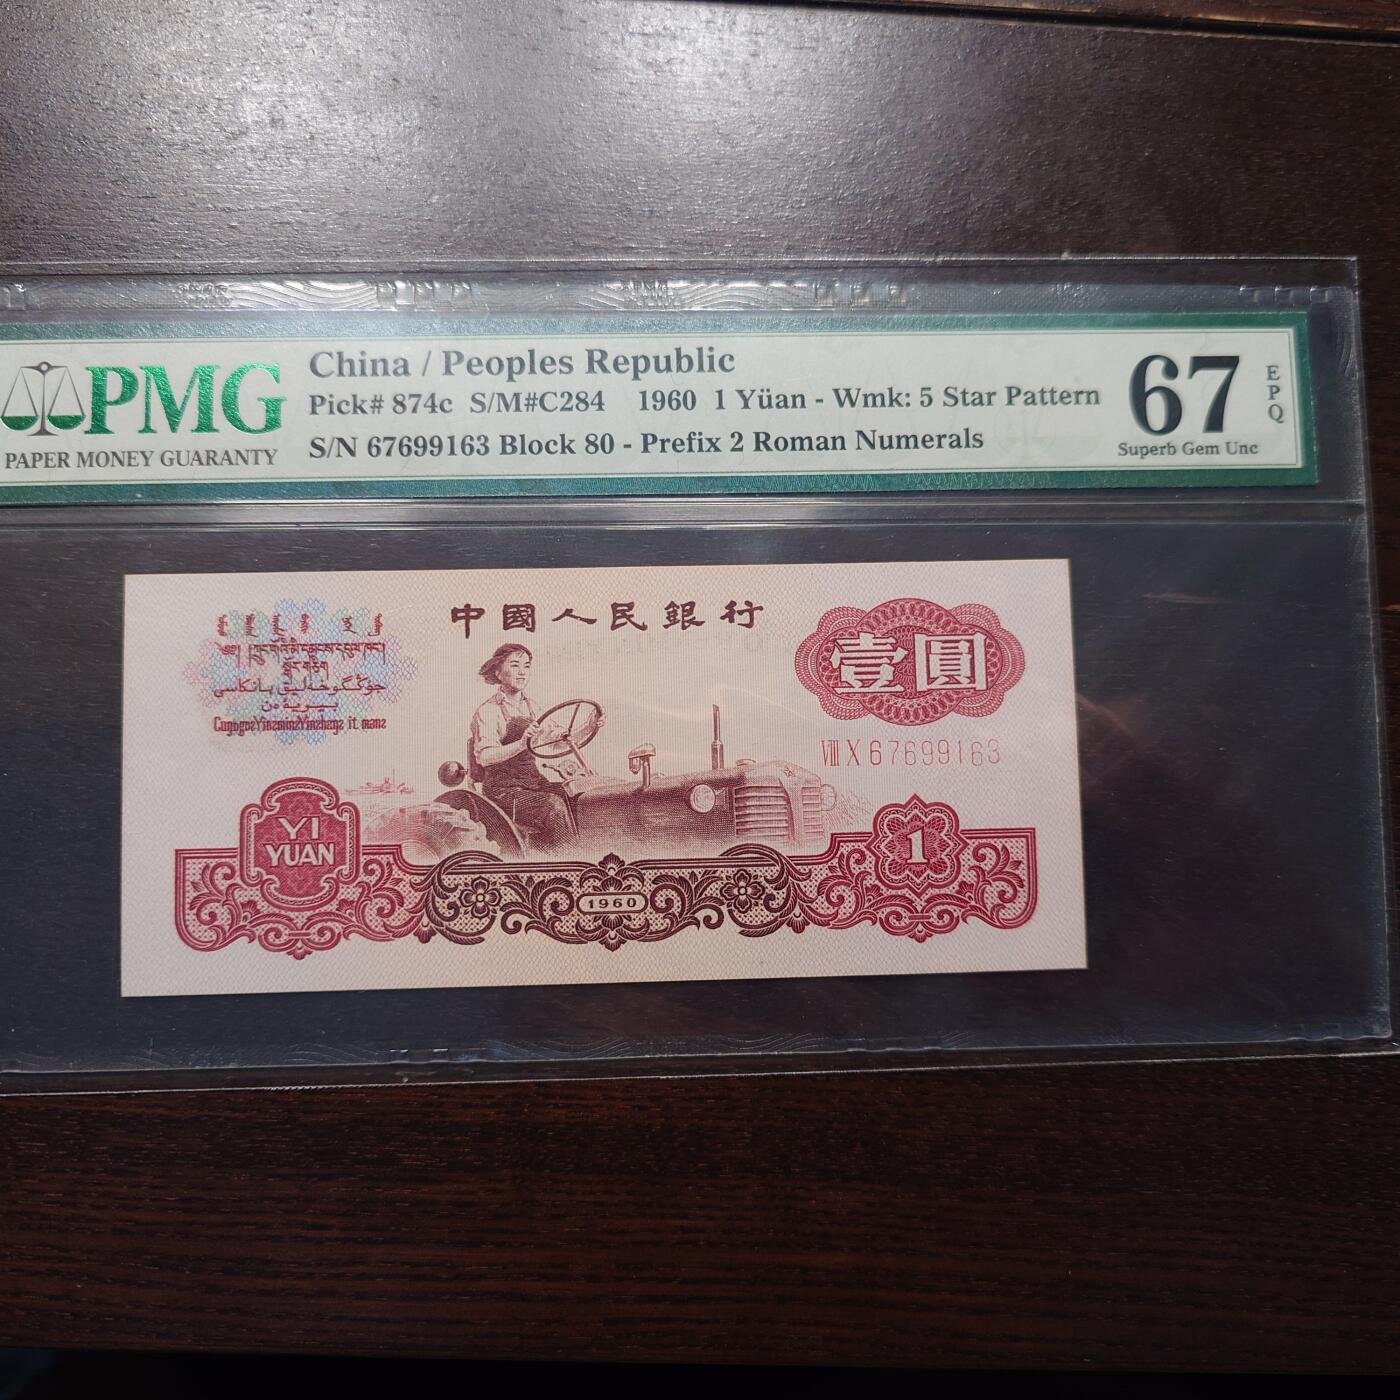 PMG
PAPER MONEY GUARANTY
China / Peoples Republic
Pick# 874c S/M#C284 1960 1 Yüan - Wmk: 5 Star Pattern
S/N 67699163 Block 80 - Prefix 2 Roman Numerals
67
EPQ
Superb Gem Unc
中國人民銀行
壹圓
VIII X 67699163
YI
YUAN
1
1960